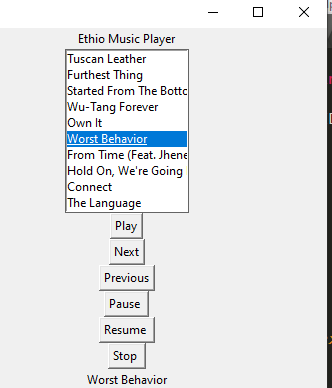 Ethio Music Player
Tuscan Leather
Furthest Thing
Started From The Botto
Wu-Tang Forever
Own It
Worst Behavior
From Time (Feat. Jhene
Hold On, We're Going
Connect
The Language
Play
Next
Previous
Pause
Resume
Stop
Worst Behavior